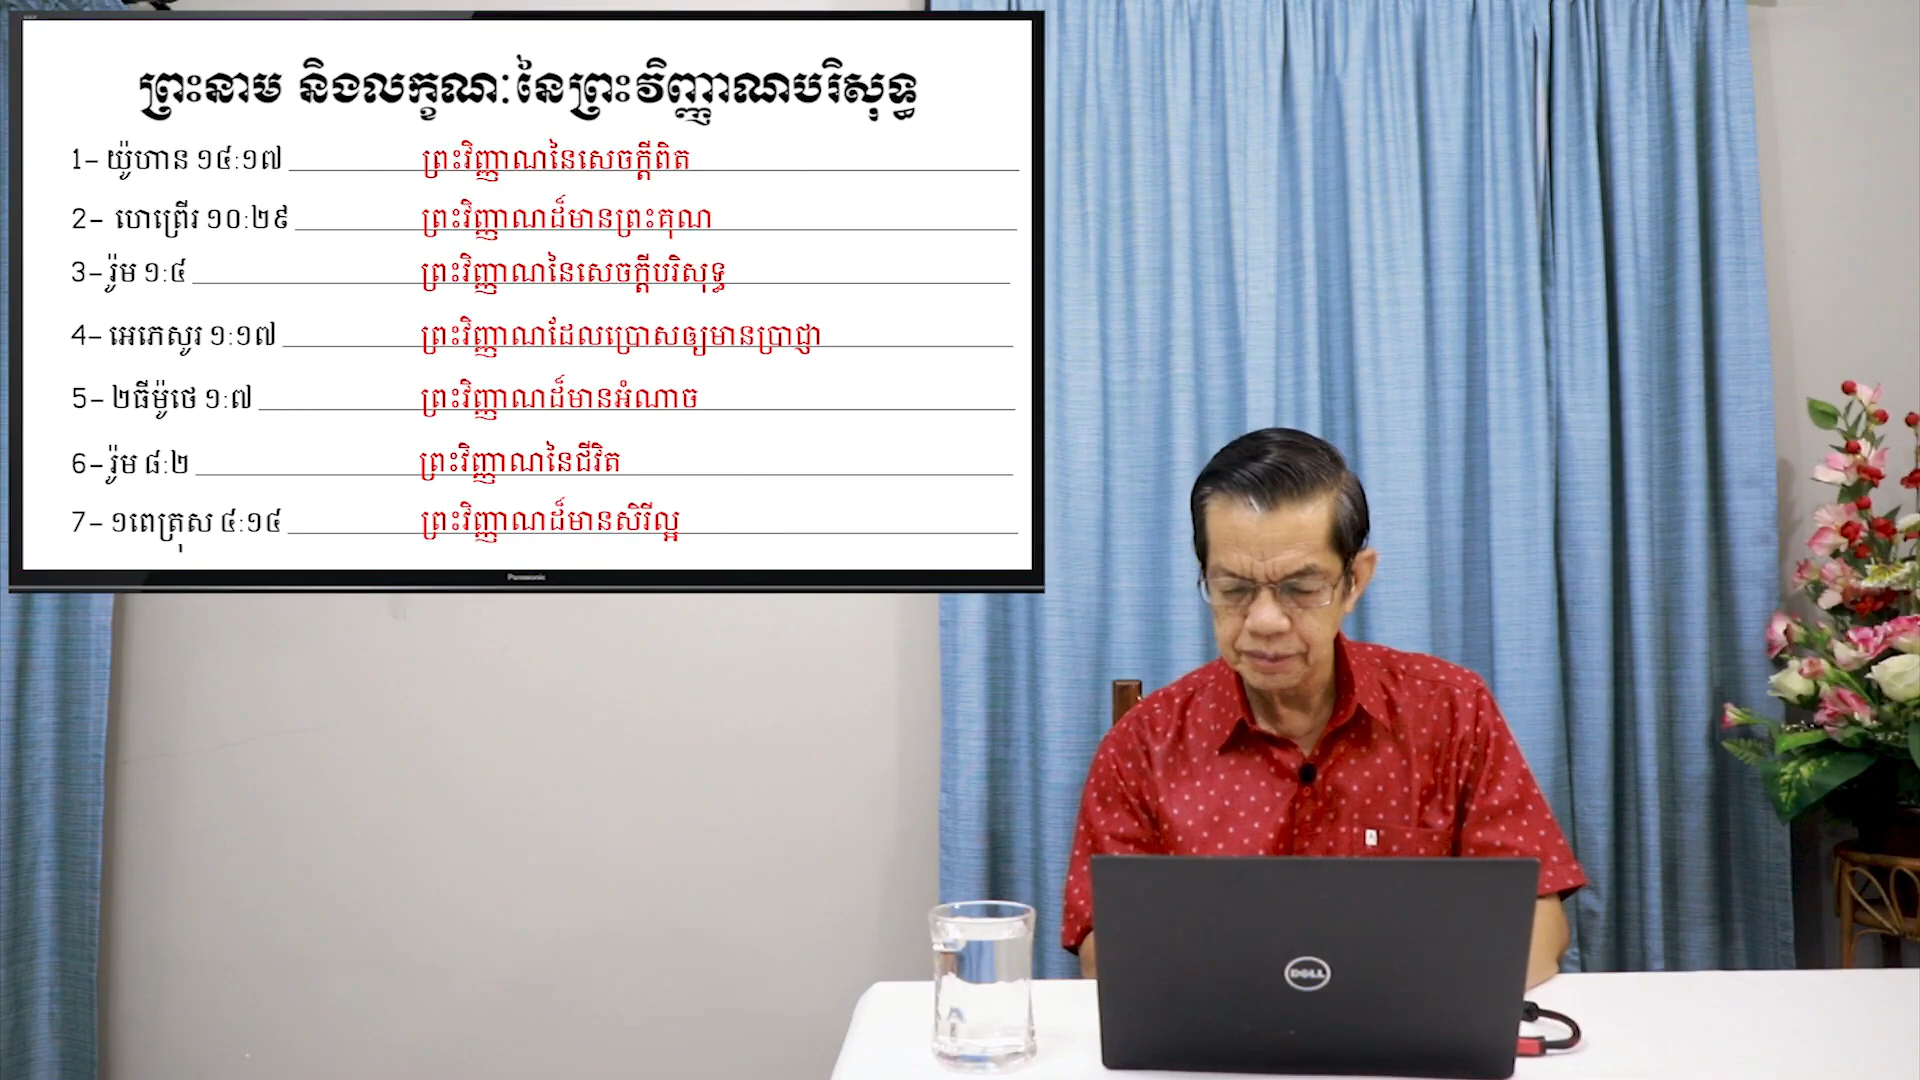 ព្រះនាម និងលក្ខណៈនៃព្រះវិញ្ញាណបរិសុទ្ធ
1- យ៉ូហាន ១៤:១៧ ព្រះវិញ្ញាណនៃសេចក្ដីពិត
2- ហេព្រើរ ១០:២៩ ព្រះវិញ្ញាណដ៏មានព្រះគុណ
3- រ៉ូម ១:៤ ព្រះវិញ្ញាណនៃសេចក្ដីបរិសុទ្ធ
4- អេភេសូរ ១:១៧ ព្រះវិញ្ញាណដែលប្រោសឲ្យមានប្រាជ្ញា
5- ២ធីម៉ូថេ ១:៧ ព្រះវិញ្ញាណដ៏មានអំណាច
6- រ៉ូម ៨:២ ព្រះវិញ្ញាណនៃជីវិត
7- ១ពេត្រុស ៤:១៤ ព្រះវិញ្ញាណដ៏មានសិរីល្អ
Panasonic
DELL